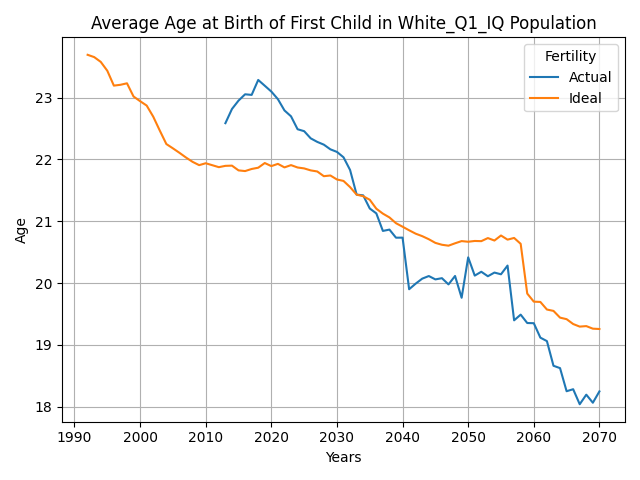 Average Age at Birth of First Child in White_Q1_IQ Population
Fertility
Actual
Ideal
Age
23
22
21
20
19
18
1990 2000 2010 2020 2030 2040 2050 2060 2070
Years